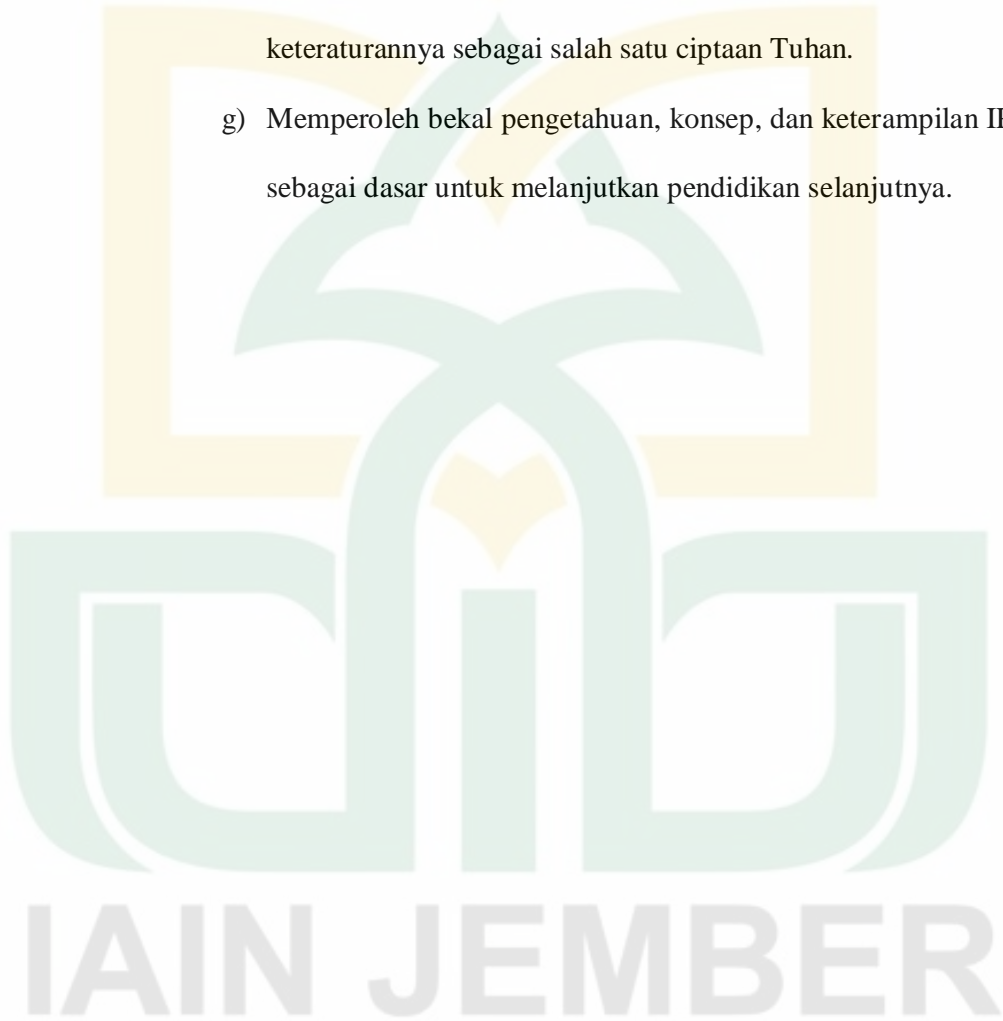 keteraturannya sebagai salah satu ciptaan Tuhan.
g) Memperoleh bekal pengetahuan, konsep, dan keterampilan
sebagai dasar untuk melanjutkan pendidikan selanjutnya.
IAIN JEMBER